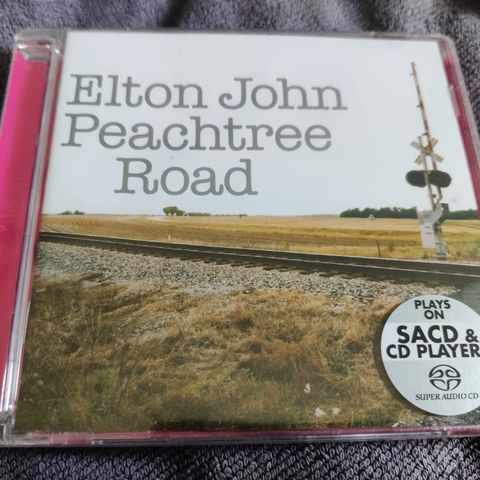 Elton John
Peachtree
Road
PLAYS
ON
SACD &
CD PLAYER
SUPER AUDIO CD